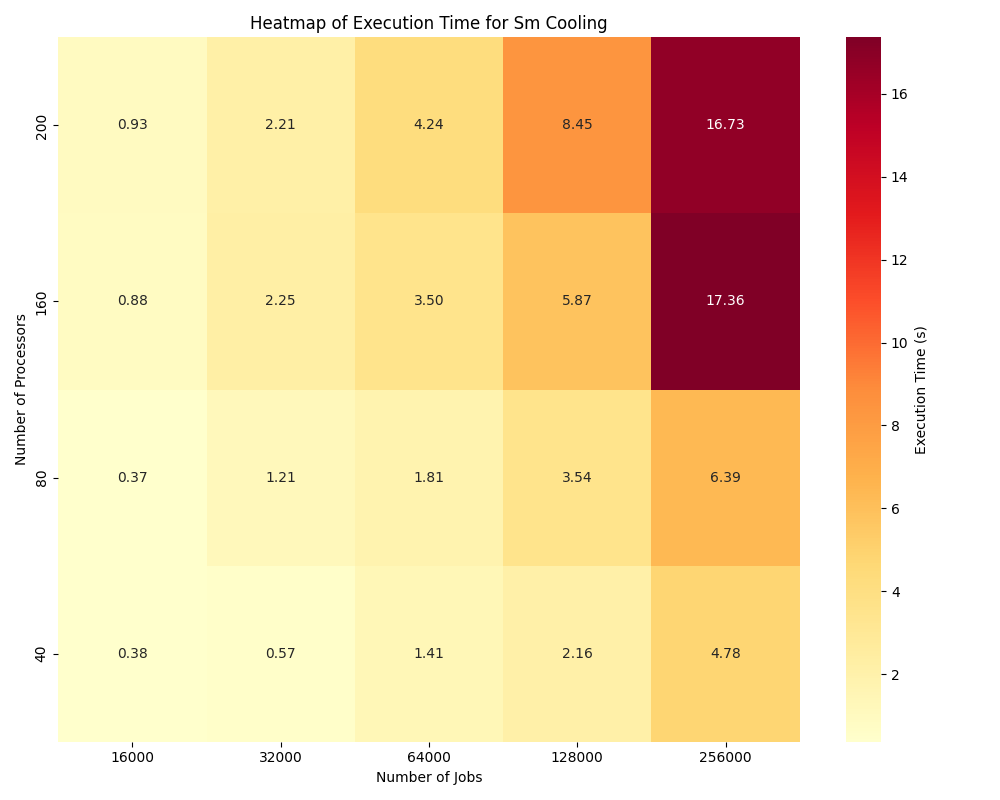 Heatmap of Execution Time for Sm Cooling
Number of Processors
200
0.93 2.21 4.24 8.45 16.73
160
0.88 2.25 3.50 5.87 17.36
80
0.37 1.21 1.81 3.54 6.39
40
0.38 0.57 1.41 2.16 4.78
16000 32000 64000 128000 256000
Number of Jobs
16
14
12
10
8
6
4
2
Execution Time (s)